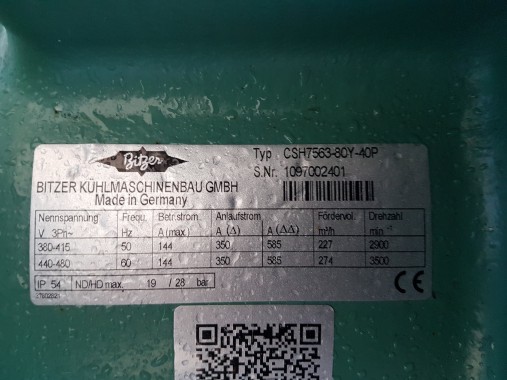 Bitzer
Typ CSH7563-80Y-40P
S.Nr. 1097002401
BITZER KÜHLMASCHINENBAU GMBH
Made in Germany
Nennspannung Frequ. Betr.strom Anlaufstrom Fördervol. Drehzahl
V 3Ph~ Hz A (max.) A (Δ) A (ΔΔ) m³/h min⁻¹
380-415 50 144 350 585 227 2900
440-480 60 144 350 585 274 3500
IP 54 ND/HD max. 19 / 28 bar CE